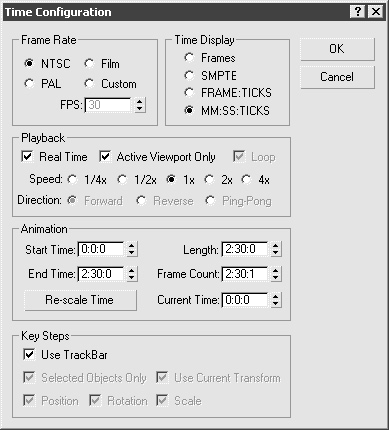 Time Configuration ? ×
Frame Rate
NTSC Film
PAL Custom
FPS: 30
Time Display
Frames
SMPTE
FRAME:TICKS
MM:SS:TICKS
OK
Cancel
Playback
Real Time Active Viewport Only Loop
Speed: 1/4x 1/2x 1x 2x 4x
Direction: Forward Reverse Ping-Pong
Animation
Start Time: 0:0:0 Length: 2:30:0
End Time: 2:30:0 Frame Count: 2:30:1
Re-scale Time Current Time: 0:0:0
Key Steps
Use TrackBar
Selected Objects Only Use Current Transform
Position Rotation Scale